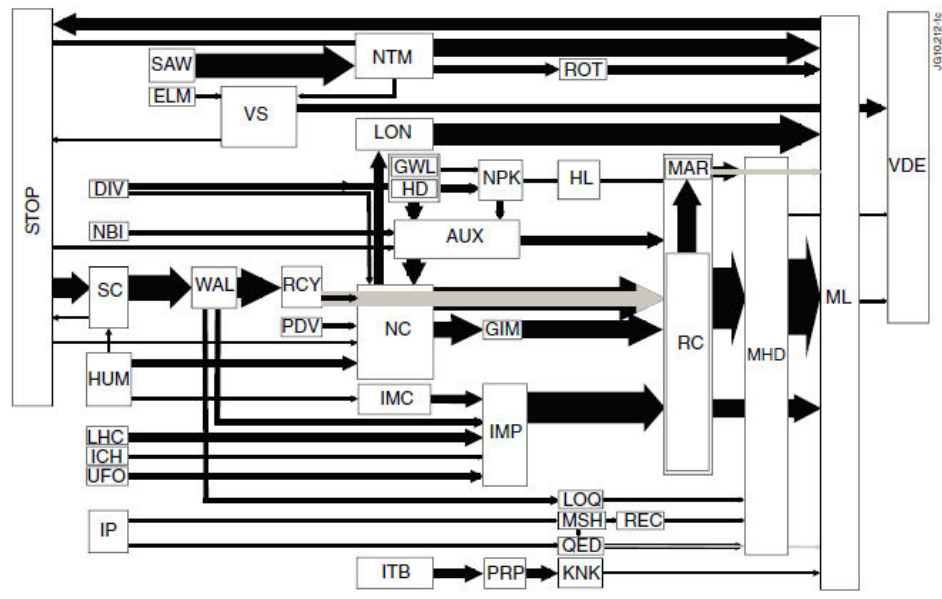 JG10.212-1c
SAW
NTM
ROT
ELM
VS
LON
VDE
GWL
MAR
DIV
HD
NPK
HL
STOP
NBI
AUX
SC
WAL
RCY
ML
PDV
NC
GIM
RC
MHD
HUM
IMC
IMP
LHC
ICH
UFO
LOQ
IP
MSH
REC
QED
ITB
PRP
KNK